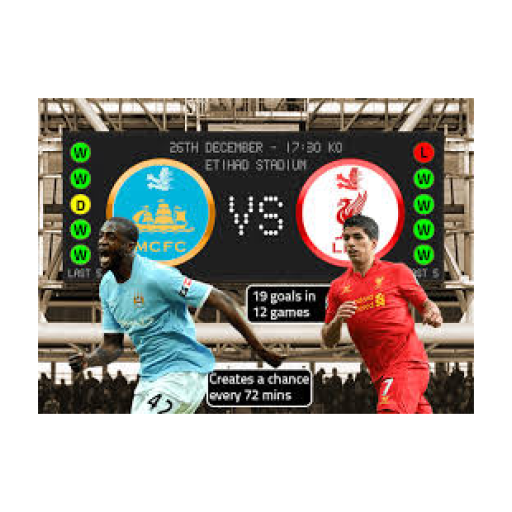 26TH DECEMBER - 17:30 KO
ETIHAD STADIUM
W
W
D
W
W
LAST 5
MCFC
VS
L
W
W
W
W
AST 5
19 goals in
12 games
Creates a chance
every 72 mins
42
7